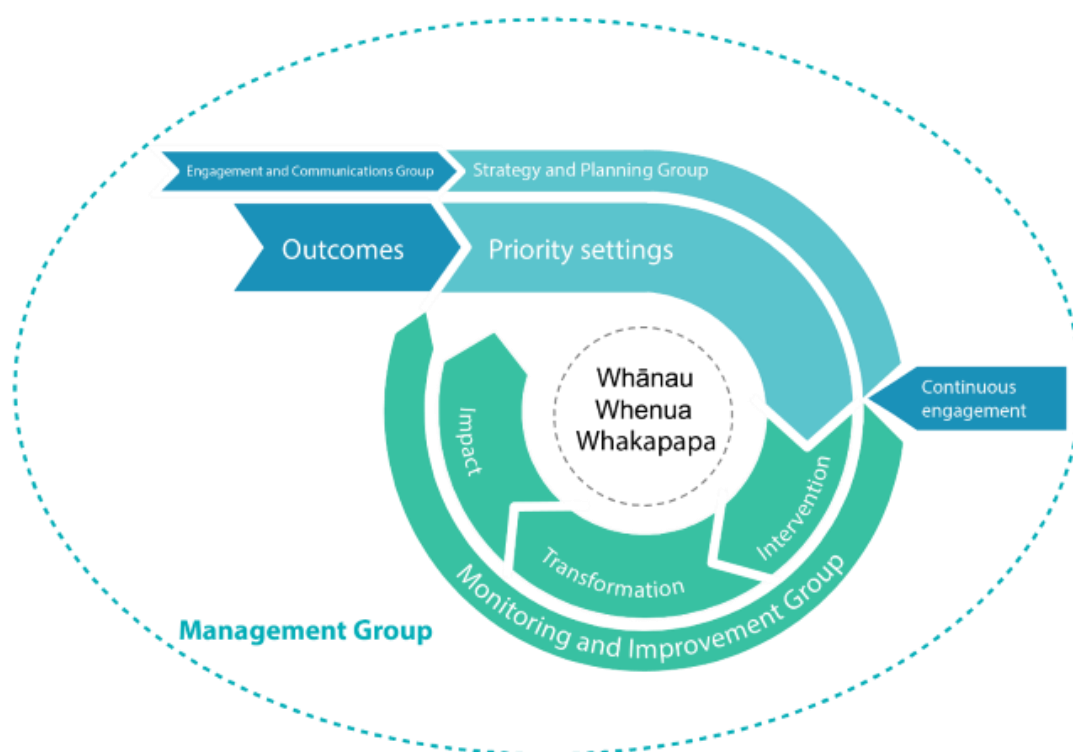 Engagement and Communications Group
Strategy and Planning Group
Outcomes
Priority settings
Whānau
Whenua
Whakapapa
Continuous
engagement
Impact
Intervention
Transformation
Monitoring and Improvement Group
Management Group